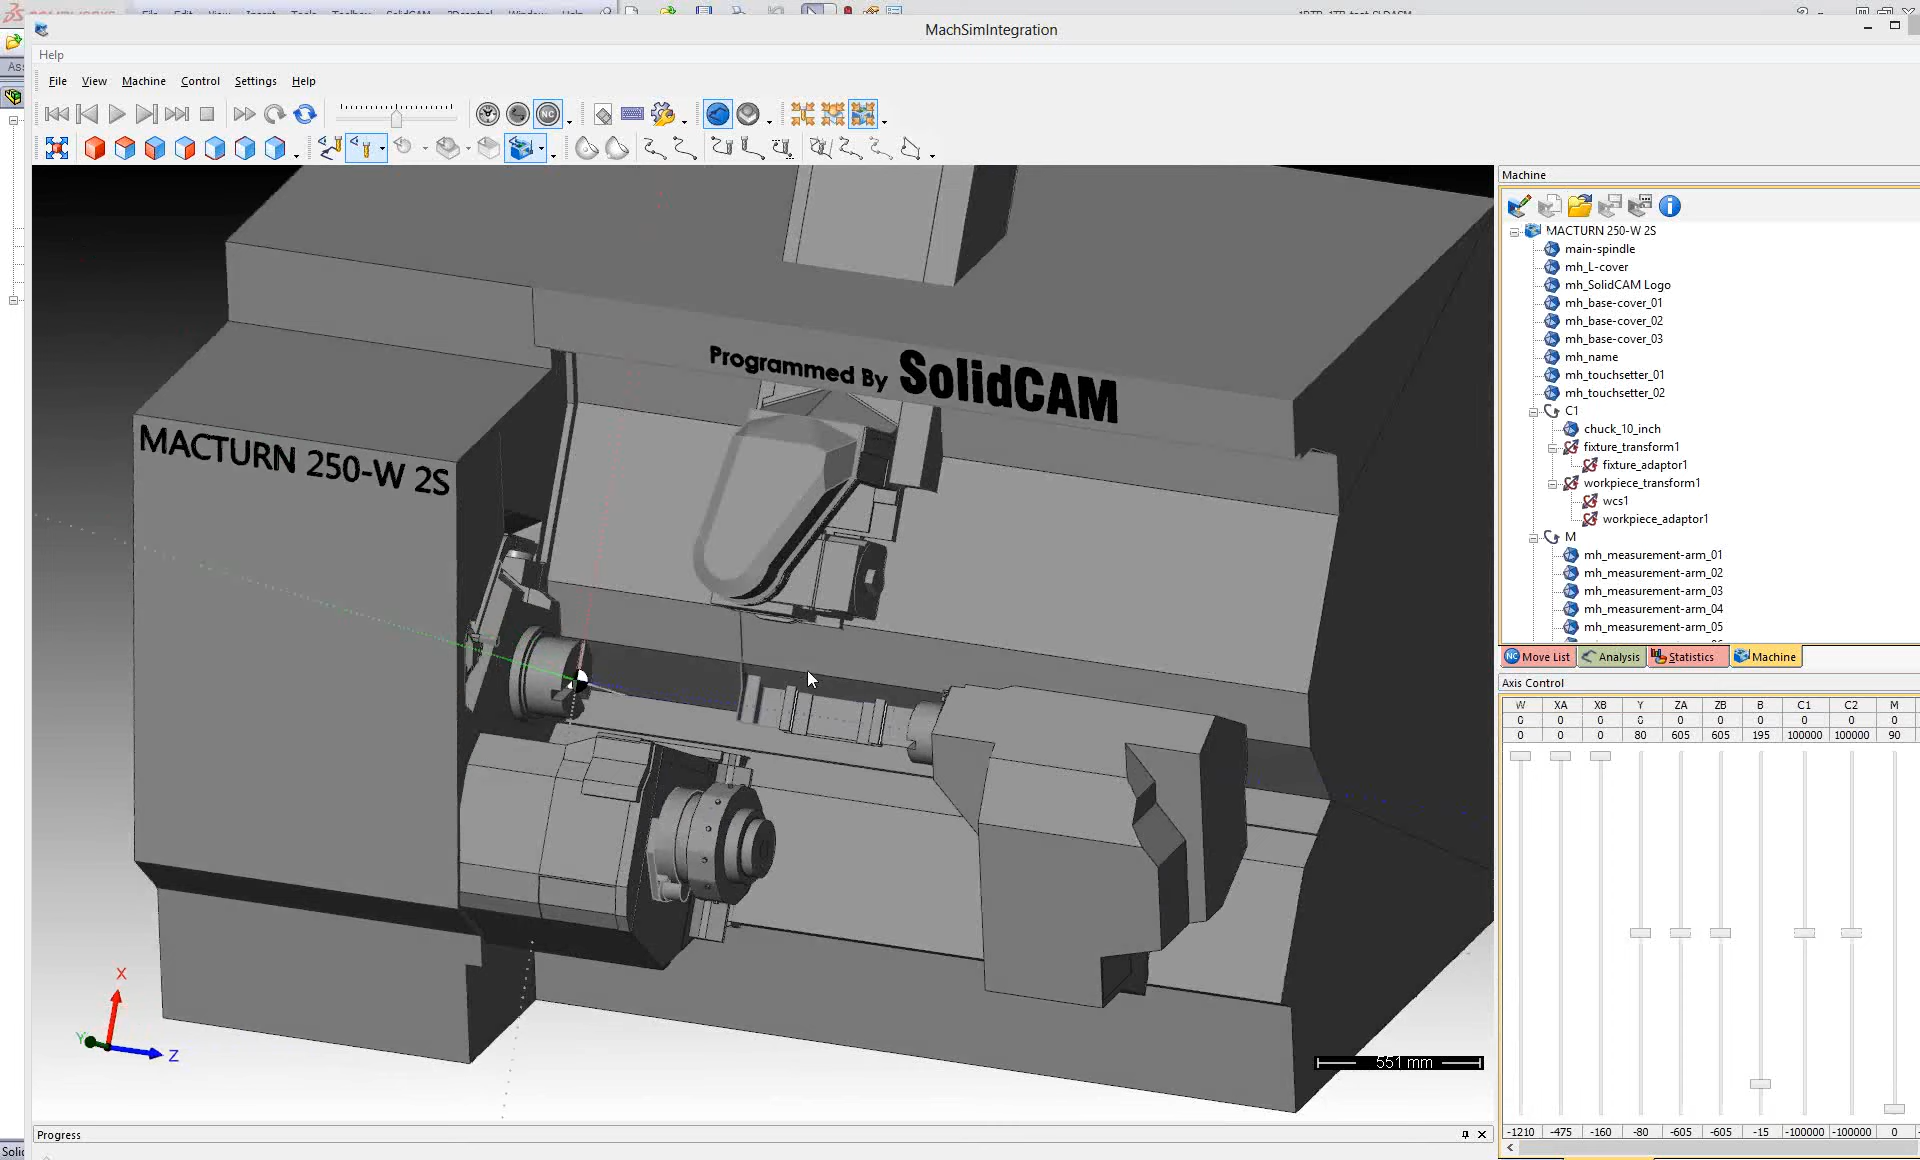 MachSimIntegration
Help
File View Machine Control Settings Help
NC
Programmed By SolidCAM
MACTURN 250-W 2S
X
Y
Z
551 mm
Progress
Machine
MACTURN 250-W 2S
main-spindle
mh_L-cover
mh_SolidCAM Logo
mh_base-cover_01
mh_base-cover_02
mh_base-cover_03
mh_name
mh_touchsetter_01
mh_touchsetter_02
C1
chuck_10_inch
fixture_transform1
fixture_adaptor1
workpiece_transform1
wcs1
workpiece_adaptor1
M
mh_measurement-arm_01
mh_measurement-arm_02
mh_measurement-arm_03
mh_measurement-arm_04
mh_measurement-arm_05
NC Move List Analysis Statistics Machine
Axis Control
W XA XB Y ZA ZB B C1 C2 M
0 0 0 0 0 0 0 0 0 0
0 0 0 80 605 605 195 100000 100000 90
-1210 -475 -160 -80 -605 -605 -15 -100000 -100000 0
Solid